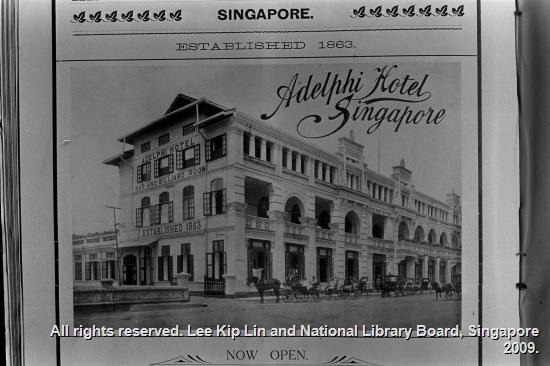 SINGAPORE.
ESTABLISHED 1863.
Adelphi Hotel
Singapore
ADELPHI HOTEL
BAR AND BILLIARD ROOM
ESTABLISHED 1863
All rights reserved. Lee Kip Lin and National Library Board, Singapore
2009.
NOW OPEN.